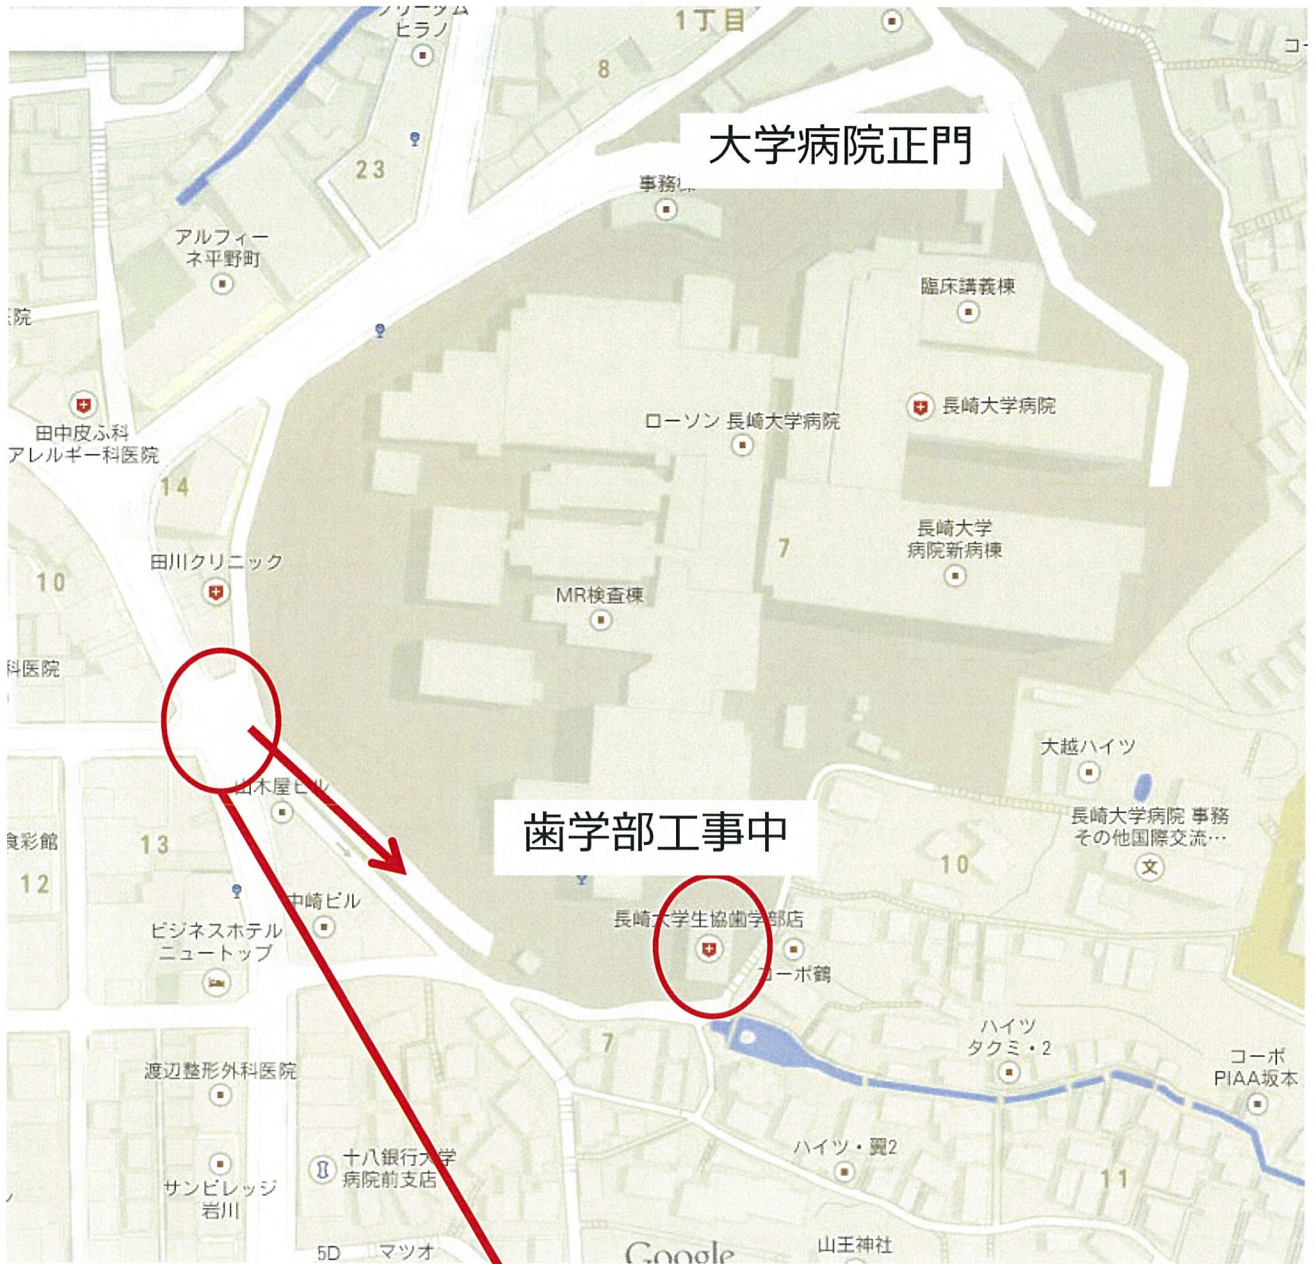 フリーダム
ヒラノ
1丁目
8
コー
大学病院正門
23
事務棟
アルフィー
ネ平野町
臨床講義棟
医院
長崎大学病院
ローソン 長崎大学病院
田中皮ふ科
アレルギー科医院
14
長崎大学
病院新病棟
7
田川クリニック
10
MR検査棟
科医院
大越ハイツ
山木屋ビル
長崎大学病院 事務
その他国際交流…
歯学部工事中
食彩館
13
10
12
中崎ビル
長崎大学生協歯学部店
ビジネスホテル
ニュートップ
コーポ鶴
ハイツ
タクミ・2
7
コーポ
PIAA坂本
渡辺整形外科医院
ハイツ・翼2
十八銀行大学
病院前支店
11
サンビレッジ
岩川
5D
マツオ
Google
山王神社